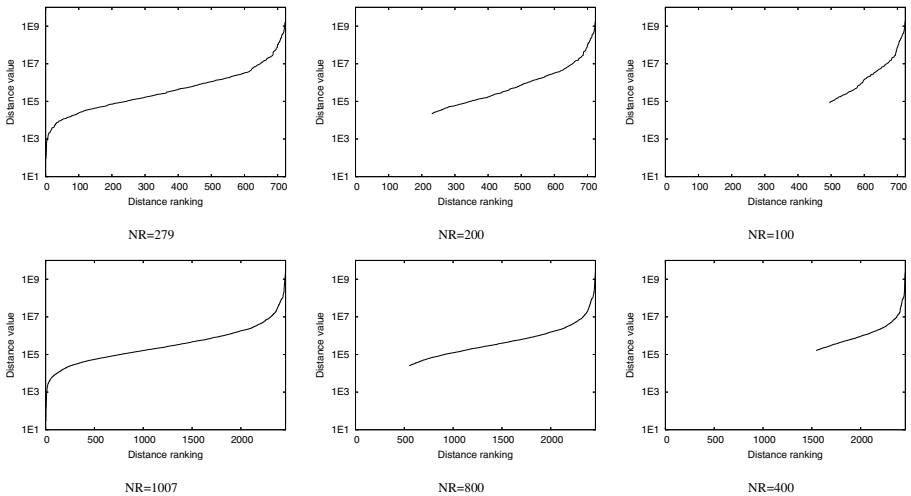 1E9
1E7
1E5
1E3
1E1
Distance value
0 100 200 300 400 500 600 700
Distance ranking
NR=279
1E9
1E7
1E5
1E3
1E1
Distance value
0 100 200 300 400 500 600 700
Distance ranking
NR=200
1E9
1E7
1E5
1E3
1E1
Distance value
0 100 200 300 400 500 600 700
Distance ranking
NR=100
1E9
1E7
1E5
1E3
1E1
Distance value
0 500 1000 1500 2000
Distance ranking
NR=1007
1E9
1E7
1E5
1E3
1E1
Distance value
0 500 1000 1500 2000
Distance ranking
NR=800
1E9
1E7
1E5
1E3
1E1
Distance value
0 500 1000 1500 2000
Distance ranking
NR=400